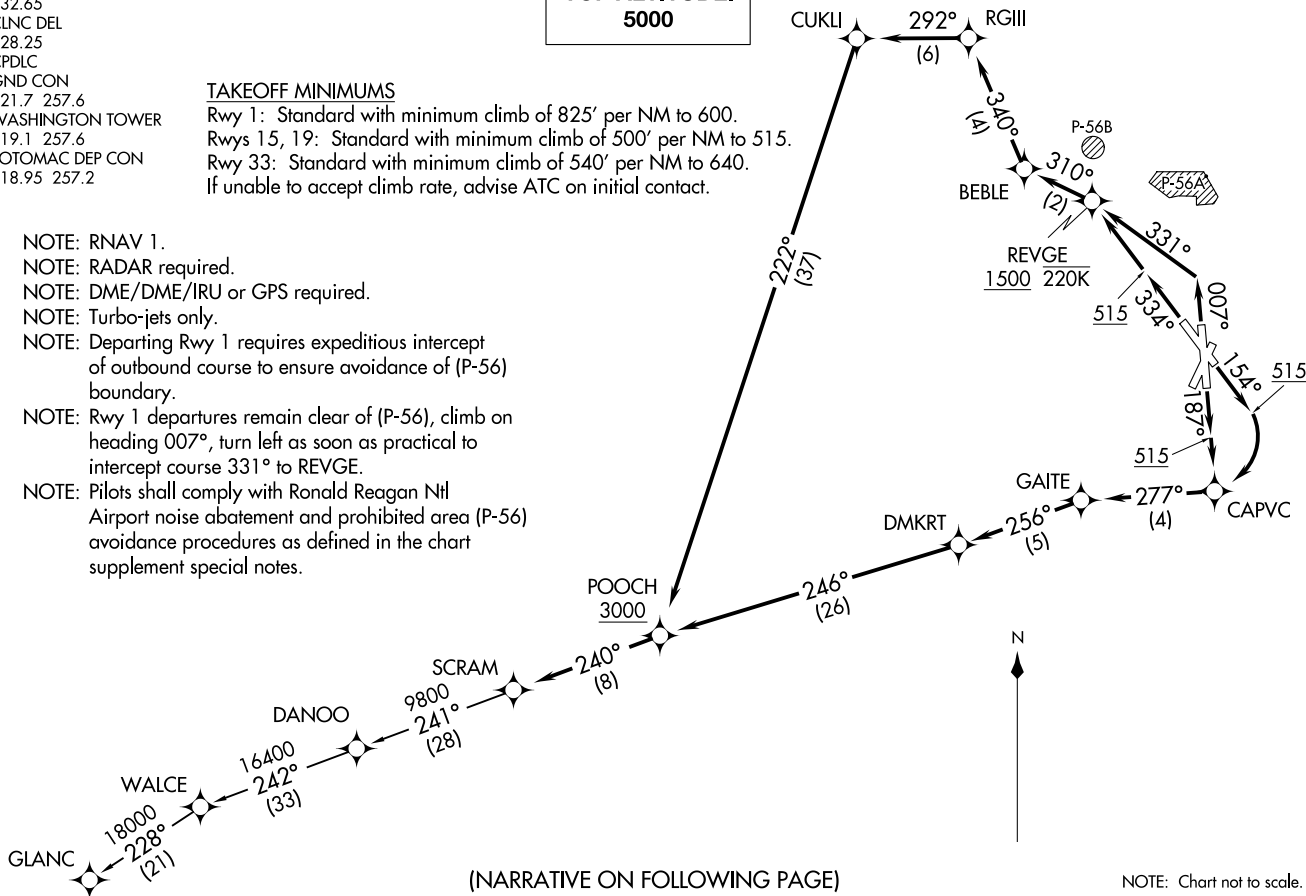 32.65
LNC DEL
28.25
PDLC
GND CON
21.7 257.6
WASHINGTON TOWER
19.1 257.6
OTOMAC DEP CON
18.95 257.2
5000
TAKEOFF MINIMUMS
Rwy 1: Standard with minimum climb of 825' per NM to 600.
Rwys 15, 19: Standard with minimum climb of 500' per NM to 515.
Rwy 33: Standard with minimum climb of 540' per NM to 640.
If unable to accept climb rate, advise ATC on initial contact.
NOTE: RNAV 1.
NOTE: RADAR required.
NOTE: DME/DME/IRU or GPS required.
NOTE: Turbo-jets only.
NOTE: Departing Rwy 1 requires expeditious intercept
of outbound course to ensure avoidance of (P-56)
boundary.
NOTE: Rwy 1 departures remain clear of (P-56), climb on
heading 007°, turn left as soon as practical to
intercept course 331° to REVGE.
NOTE: Pilots shall comply with Ronald Reagan Ntl
Airport noise abatement and prohibited area (P-56)
avoidance procedures as defined in the chart
supplement special notes.
CUKLI
292°
(6)
RGIII
340°
(4)
P-56B
P-56A
BEBLE
310°
(2)
REVGE
1500 220K
331°
007°
515
334°
154°
515
187°
515
222°
(37)
CAPVC
277°
(4)
GAITE
256°
(5)
DMKRT
246°
(26)
POOCH
3000
240°
(8)
SCRAM
9800
241°
(28)
DANOO
16400
242°
(33)
WALCE
18000
228°
(21)
GLANC
N
(NARRATIVE ON FOLLOWING PAGE)
NOTE: Chart not to scale.